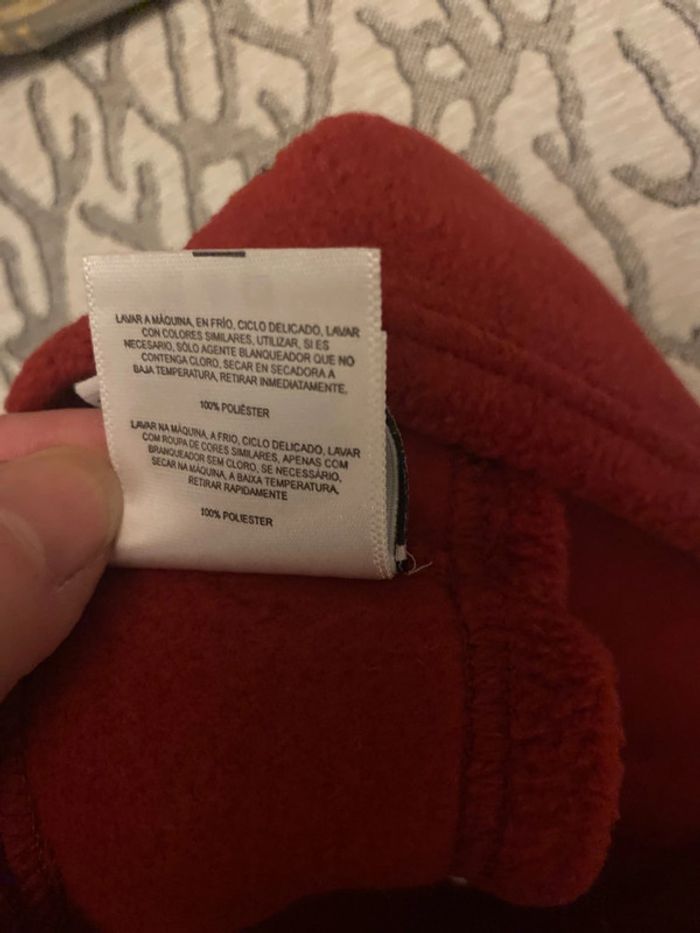 LAVAR A MÁQUINA, EN FRÍO, CICLO DELICADO, LAVAR
CON COLORES SIMILARES, UTILIZAR, SI ES
NECESARIO, SÓLO AGENTE BLANQUEADOR QUE NO
CONTENGA CLORO, SECAR EN SECADORA A
BAJA TEMPERATURA, RETIRAR INMEDIATAMENTE.
100% POLIÉSTER
LAVAR NA MÁQUINA, A FRIO, CICLO DELICADO, LAVAR
COM ROUPA DE CORES SIMILARES, APENAS COM
BRANQUEADOR SEM CLORO, SE NECESSÁRIO,
SECAR NA MÁQUINA, A BAIXA TEMPERATURA,
RETIRAR RAPIDAMENTE
100% POLIESTER